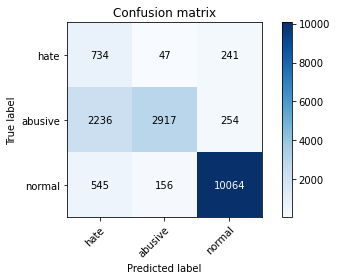 Confusion matrix
hate 734 47 241
abusive 2236 2917 254
normal 545 156 10064
hate abusive normal
True label
Predicted label
10000
8000
6000
4000
2000